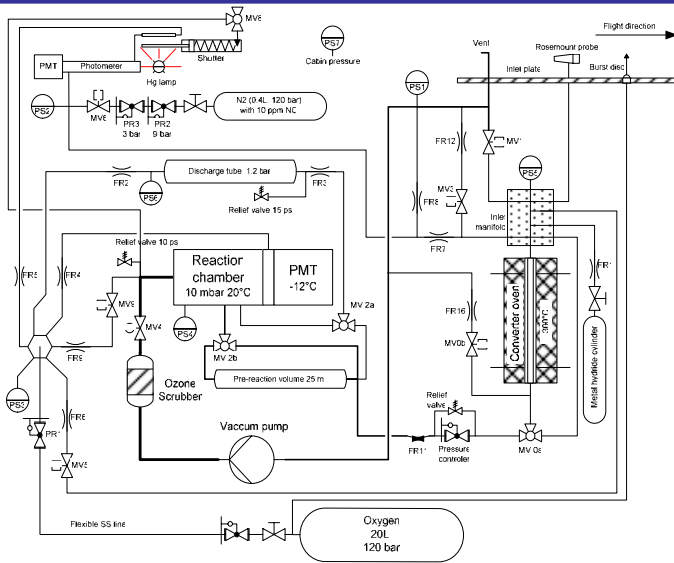 MV8
Flight direction
PS7
Vent
Rosemount probe
Shutter
PMT
Photometer
Cabin pressure
Inlet plate
Burst disc
Hg lamp
PS1
PS2
N2 (0.4L, 120 bar)
with 10 ppm NO
MV6
PR3
3 bar
PR2
9 bar
FR12
MV1
Discharge tube 1.2 bar
PS5
FR2
FR3
PS6
MV3
FR8
Relief valve 15 ps
Inlet
manifold
Relief valve 10 ps
FR7
Reaction
chamber
10 mbar 20°C
PMT
-12°C
FR5
FR4
FR1
MV9
MV 2a
FR16
Converter oven
300°C
MV4
PS4
Metal hydride cylinder
MV 2b
MV0b
FR9
Pre-reaction volume 25 m
Ozone
Scrubber
PS3
Relief
valve
FR6
PR1
Vaccum pump
FR11
Pressure
controler
MV 0a
MV5
Flexible SS line
Oxygen
20L
120 bar